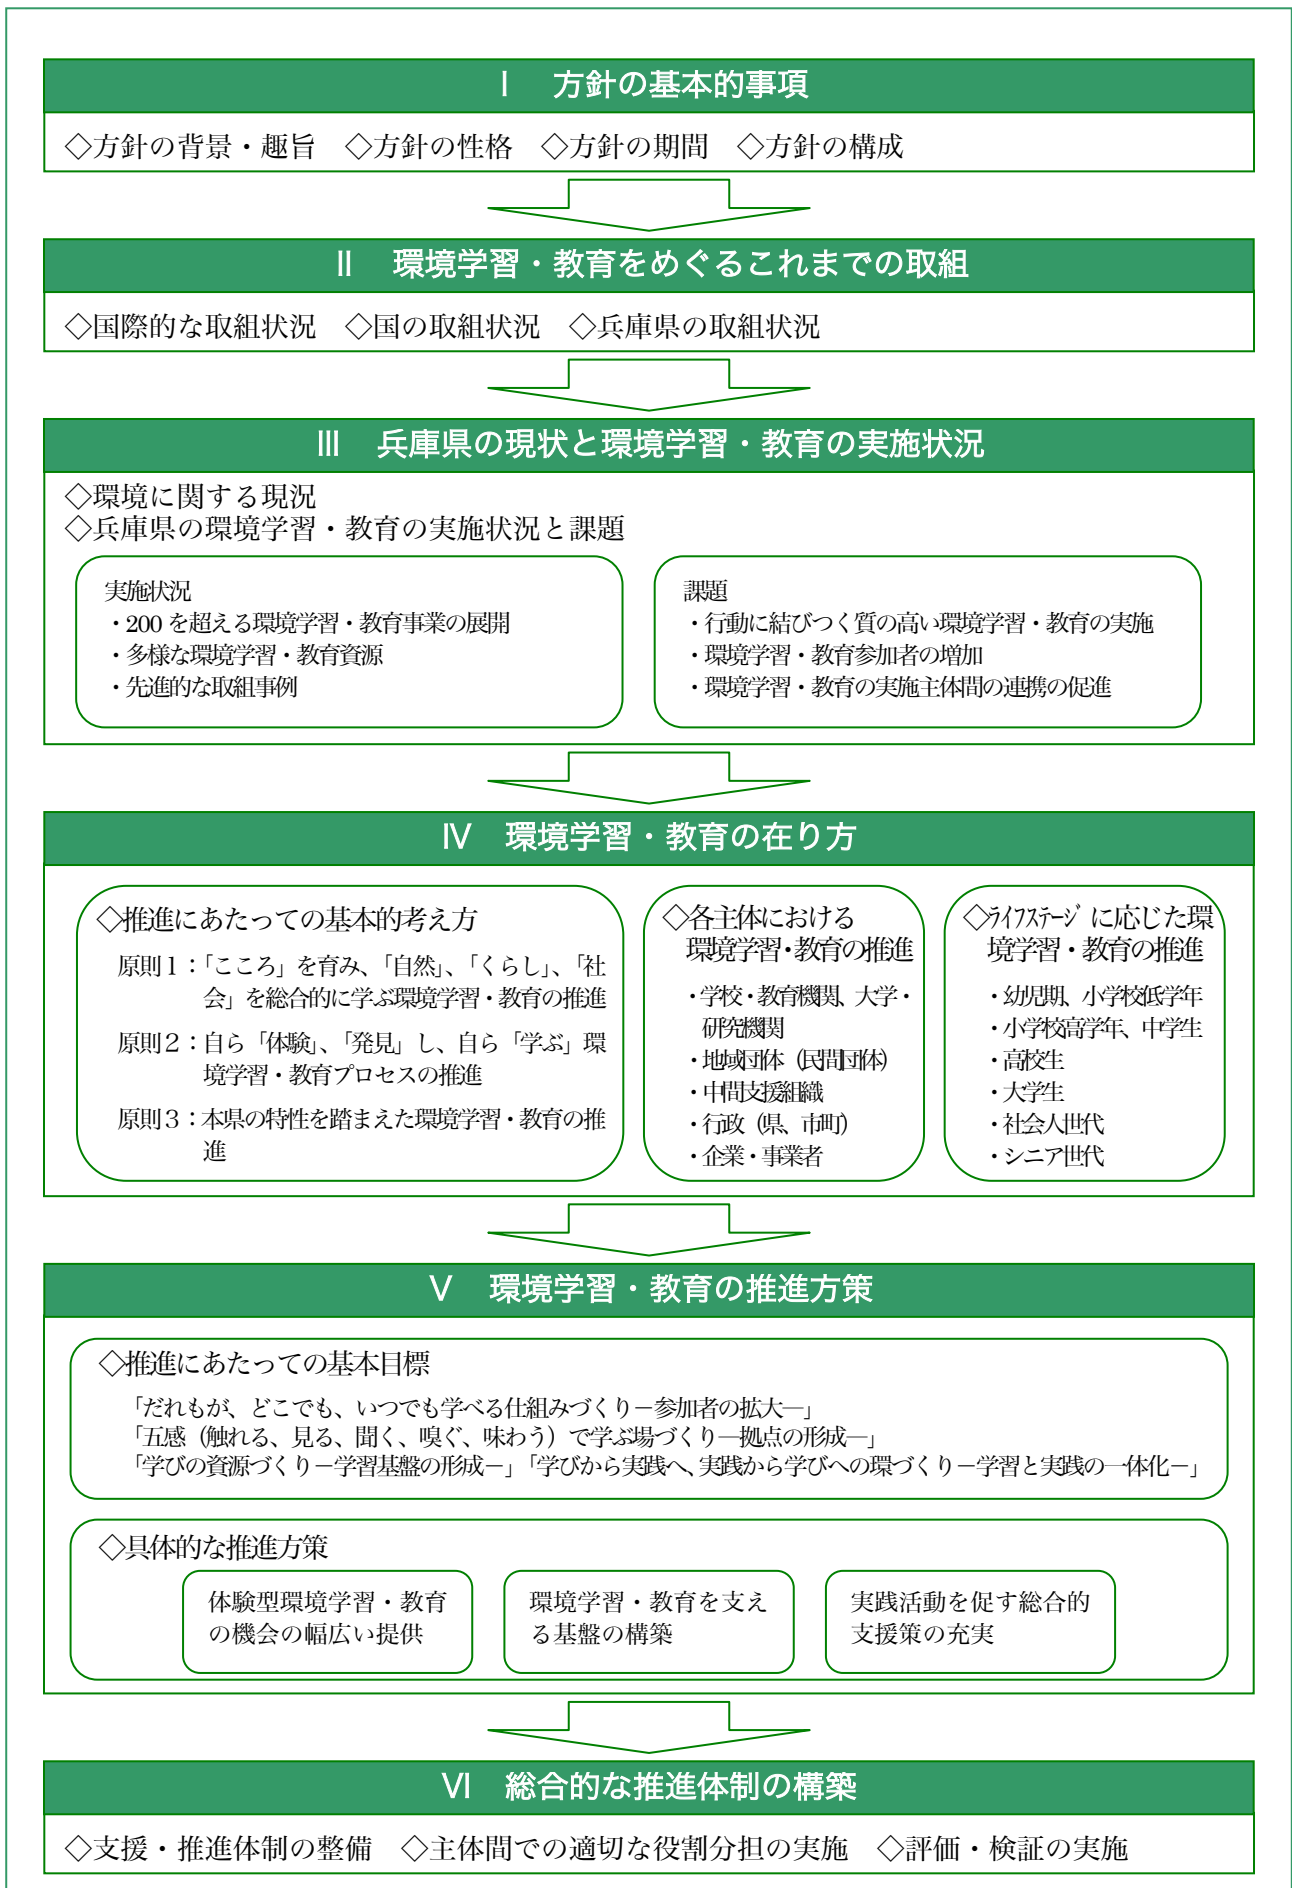 Ⅰ　方針の基本的事項
◇方針の背景・趣旨　◇方針の性格　◇方針の期間　◇方針の構成
Ⅱ　環境学習・教育をめぐるこれまでの取組
◇国際的な取組状況　◇国の取組状況　◇兵庫県の取組状況
Ⅲ　兵庫県の現状と環境学習・教育の実施状況
◇環境に関する現況
◇兵庫県の環境学習・教育の実施状況と課題
実施状況
・200 を超える環境学習・教育事業の展開
・多様な環境学習・教育資源
・先進的な取組事例
課題
・行動に結びつく質の高い環境学習・教育の実施
・環境学習・教育参加者の増加
・環境学習・教育の実施主体間の連携の促進
Ⅳ　環境学習・教育の在り方
◇推進にあたっての基本的考え方
原則１：「こころ」を育み、「自然」、「くらし」、「社
会」を総合的に学ぶ環境学習・教育の推進
原則２：自ら「体験」、「発見」し、自ら「学ぶ」環
境学習・教育プロセスの推進
原則３：本県の特性を踏まえた環境学習・教育の推
進
◇各主体における
環境学習・教育の推進
・学校・教育機関、大学・
研究機関
・地域団体（民間団体）
・中間支援組織
・行政（県、市町）
・企業・事業者
◇ﾗｲﾌｽﾃｰｼﾞに応じた環
境学習・教育の推進
・幼児期、小学校低学年
・小学校高学年、中学生
・高校生
・大学生
・社会人世代
・シニア世代
Ⅴ　環境学習・教育の推進方策
◇推進にあたっての基本目標
「だれもが、どこでも、いつでも学べる仕組みづくり－参加者の拡大―」
「五感（触れる、見る、聞く、嗅ぐ、味わう）で学ぶ場づくり―拠点の形成―」
「学びの資源づくり－学習基盤の形成－」「学びから実践へ、実践から学びへの環づくり－学習と実践の一体化－」
◇具体的な推進方策
体験型環境学習・教育
の機会の幅広い提供
環境学習・教育を支え
る基盤の構築
実践活動を促す総合的
支援策の充実
Ⅵ　総合的な推進体制の構築
◇支援・推進体制の整備　◇主体間での適切な役割分担の実施　◇評価・検証の実施